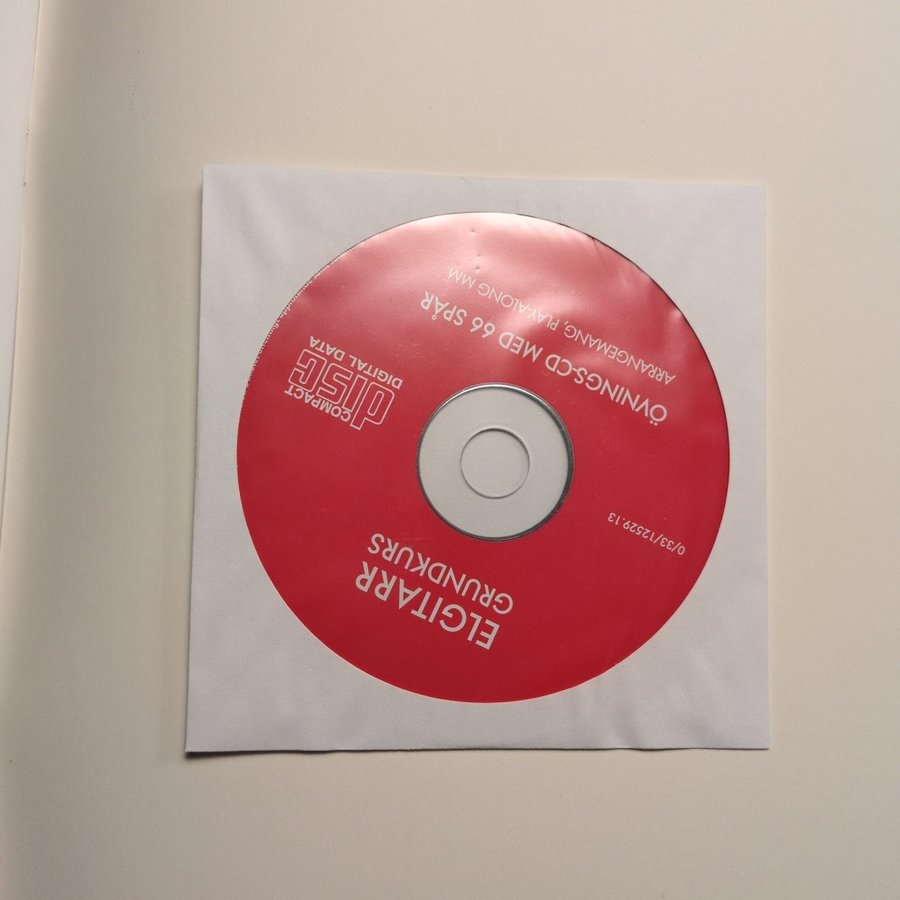 ELGITARR
GRUNDKURS
0/33/12529.13
COMPACT
disc
DIGITAL DATA
ÖVNINGS-CD MED 66 SPÅR
ARRANGEMANG, PLAY-ALONG MM